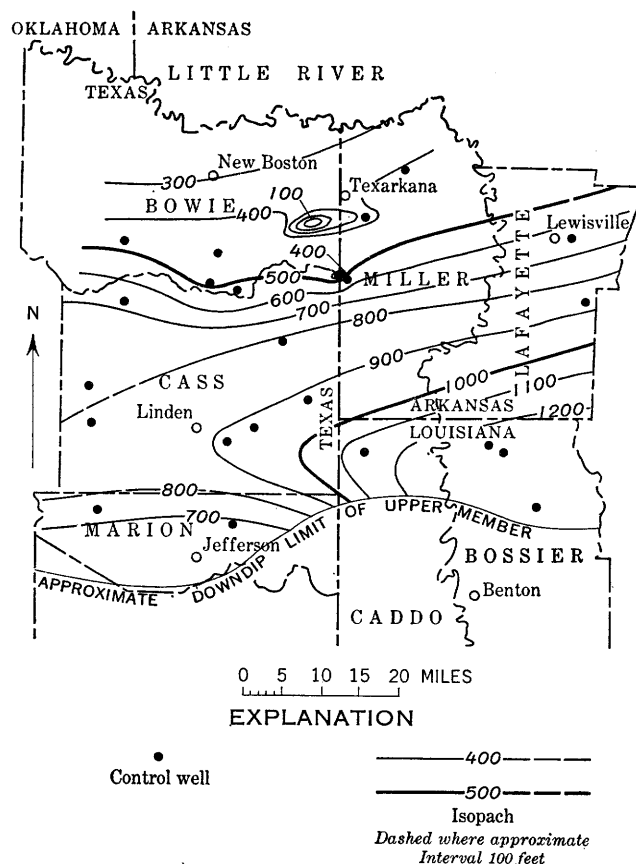 OKLAHOMA ARKANSAS
LITTLE RIVER
TEXAS
New Boston
300
Texarkana
100
BOWIE
400
Lewisville
400
500
MILLER
LAFAYETTE
600
700
800
N
900
CASS
1000
1100
Linden
TEXAS
ARKANSAS
1200
LOUISIANA
800
700
MARION
Jefferson
APPROXIMATE DOWNDIP LIMIT OF UPPER MEMBER
BOSSIER
Benton
CADDO
0 5 10 15 20 MILES
EXPLANATION
Control well
400
500
Isopach
Dashed where approximate
Interval 100 feet